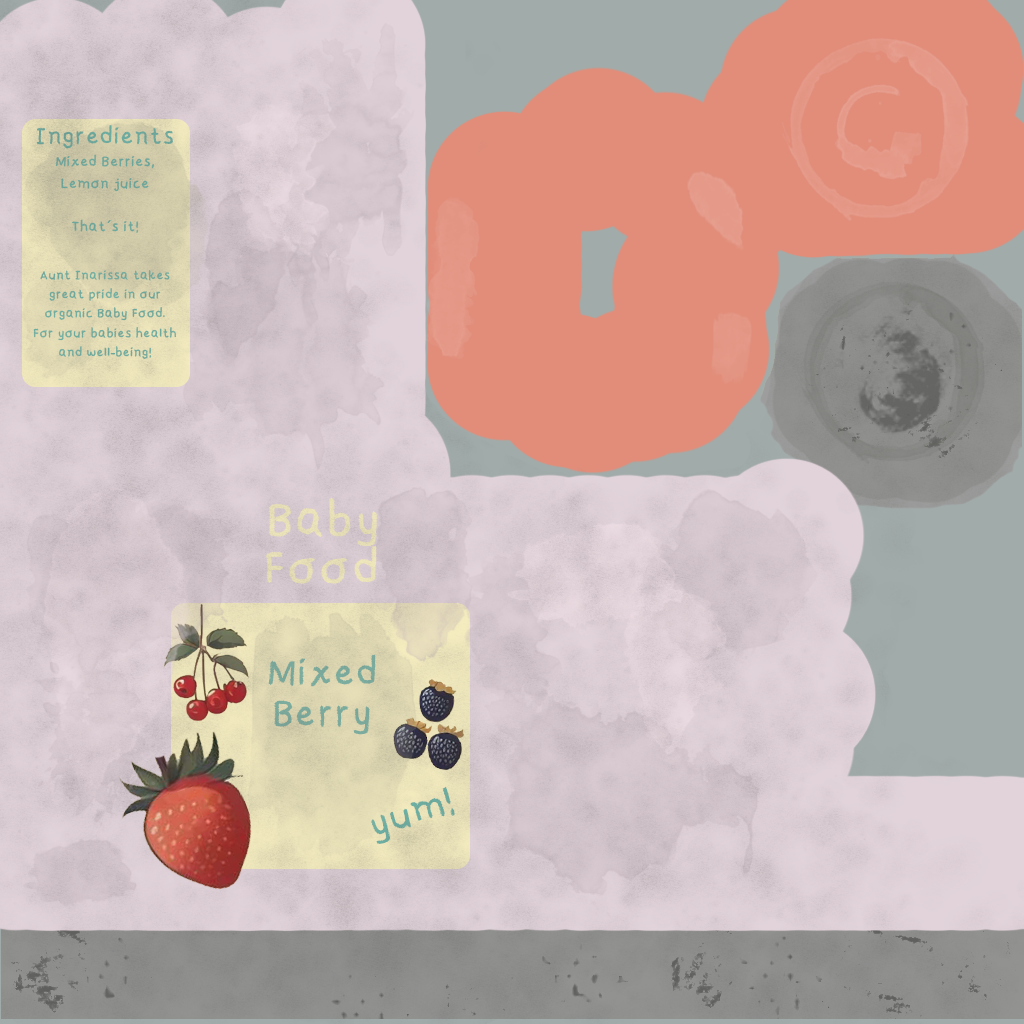 Ingredients
Mixed Berries,
Lemon juice
That's it!
Aunt Inarissa takes
great pride in our
organic Baby Food.
For your babies health
and well-being!
Baby
Food
Mixed
Berry
yum!